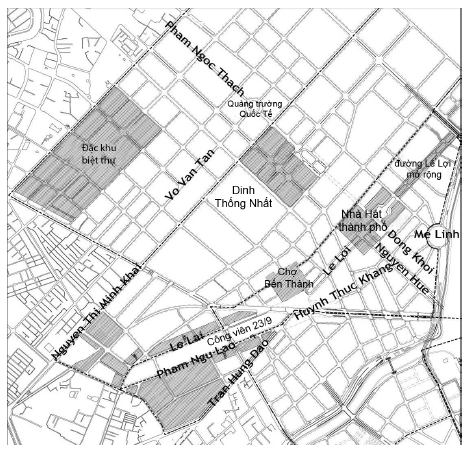 Pham Ngoc Thach
Quảng trường
Quốc Tế
Đặc khu
biệt thự
Vo Van Tan
đường Lê Lợi
mở rộng
Dinh
Thống Nhất
Nhà Hát
thành phố
Me Linh
Dong Khoi
Nguyen Hue
Le Loi
Chợ
Bến Thành
Huynh Thuc Khang
Nguyen Thi Minh Khai
Le Lai
Công viên 23/9
Pham Ngu Lao
Tran Hung Dao